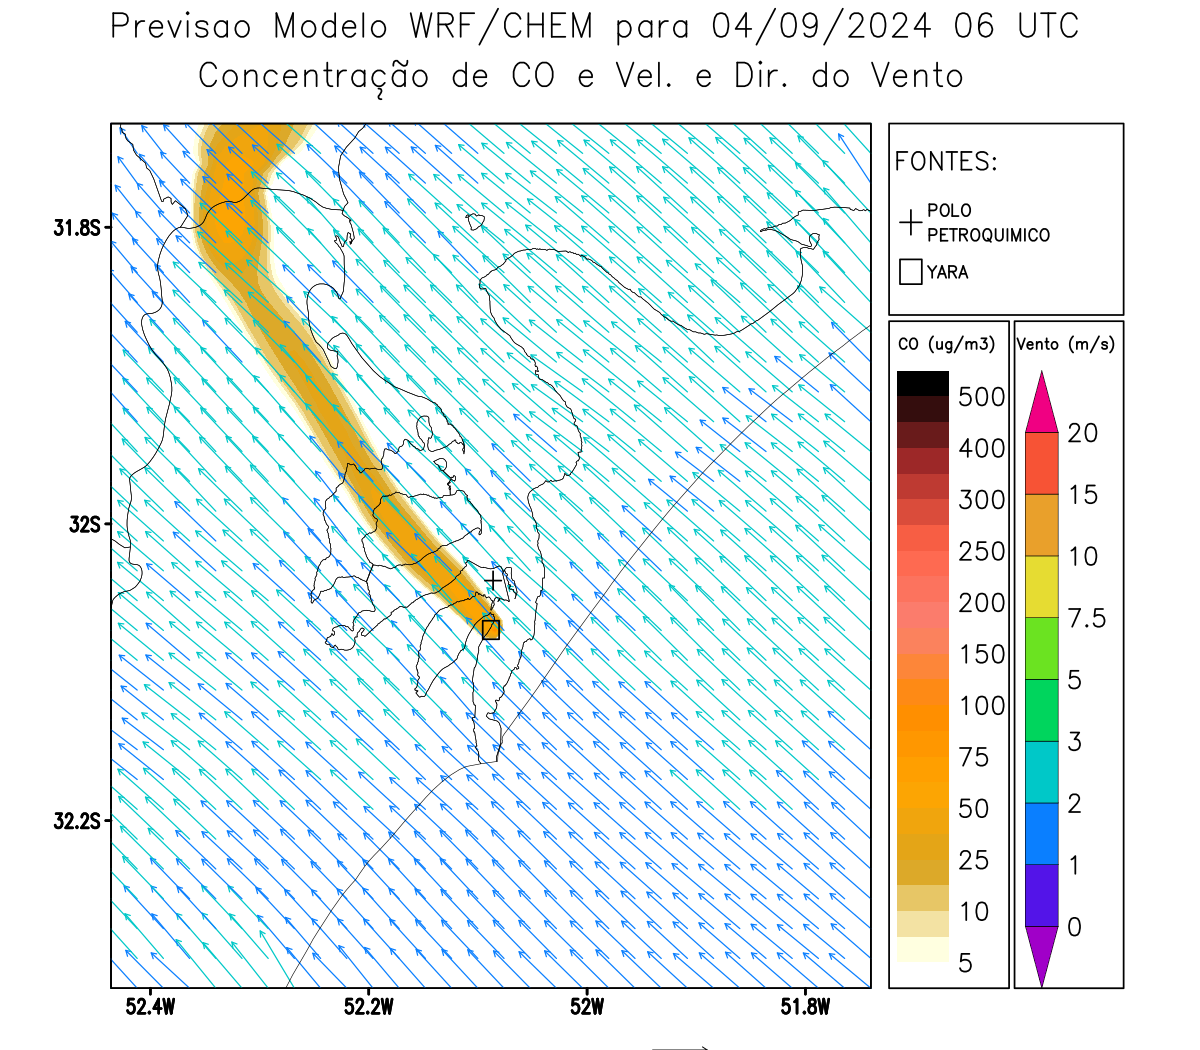 Previsao Modelo WRF/CHEM para 04/09/2024 06 UTC
Concentração de CO e Vel. e Dir. do Vento
FONTES:
POLO
PETROQUIMICO
YARA
CO (ug/m3)
500
400
300
250
200
150
100
75
50
25
10
5
Vento (m/s)
20
15
10
7.5
5
3
2
1
0
31.8S
32S
32.2S
52.4W
52.2W
52W
51.8W